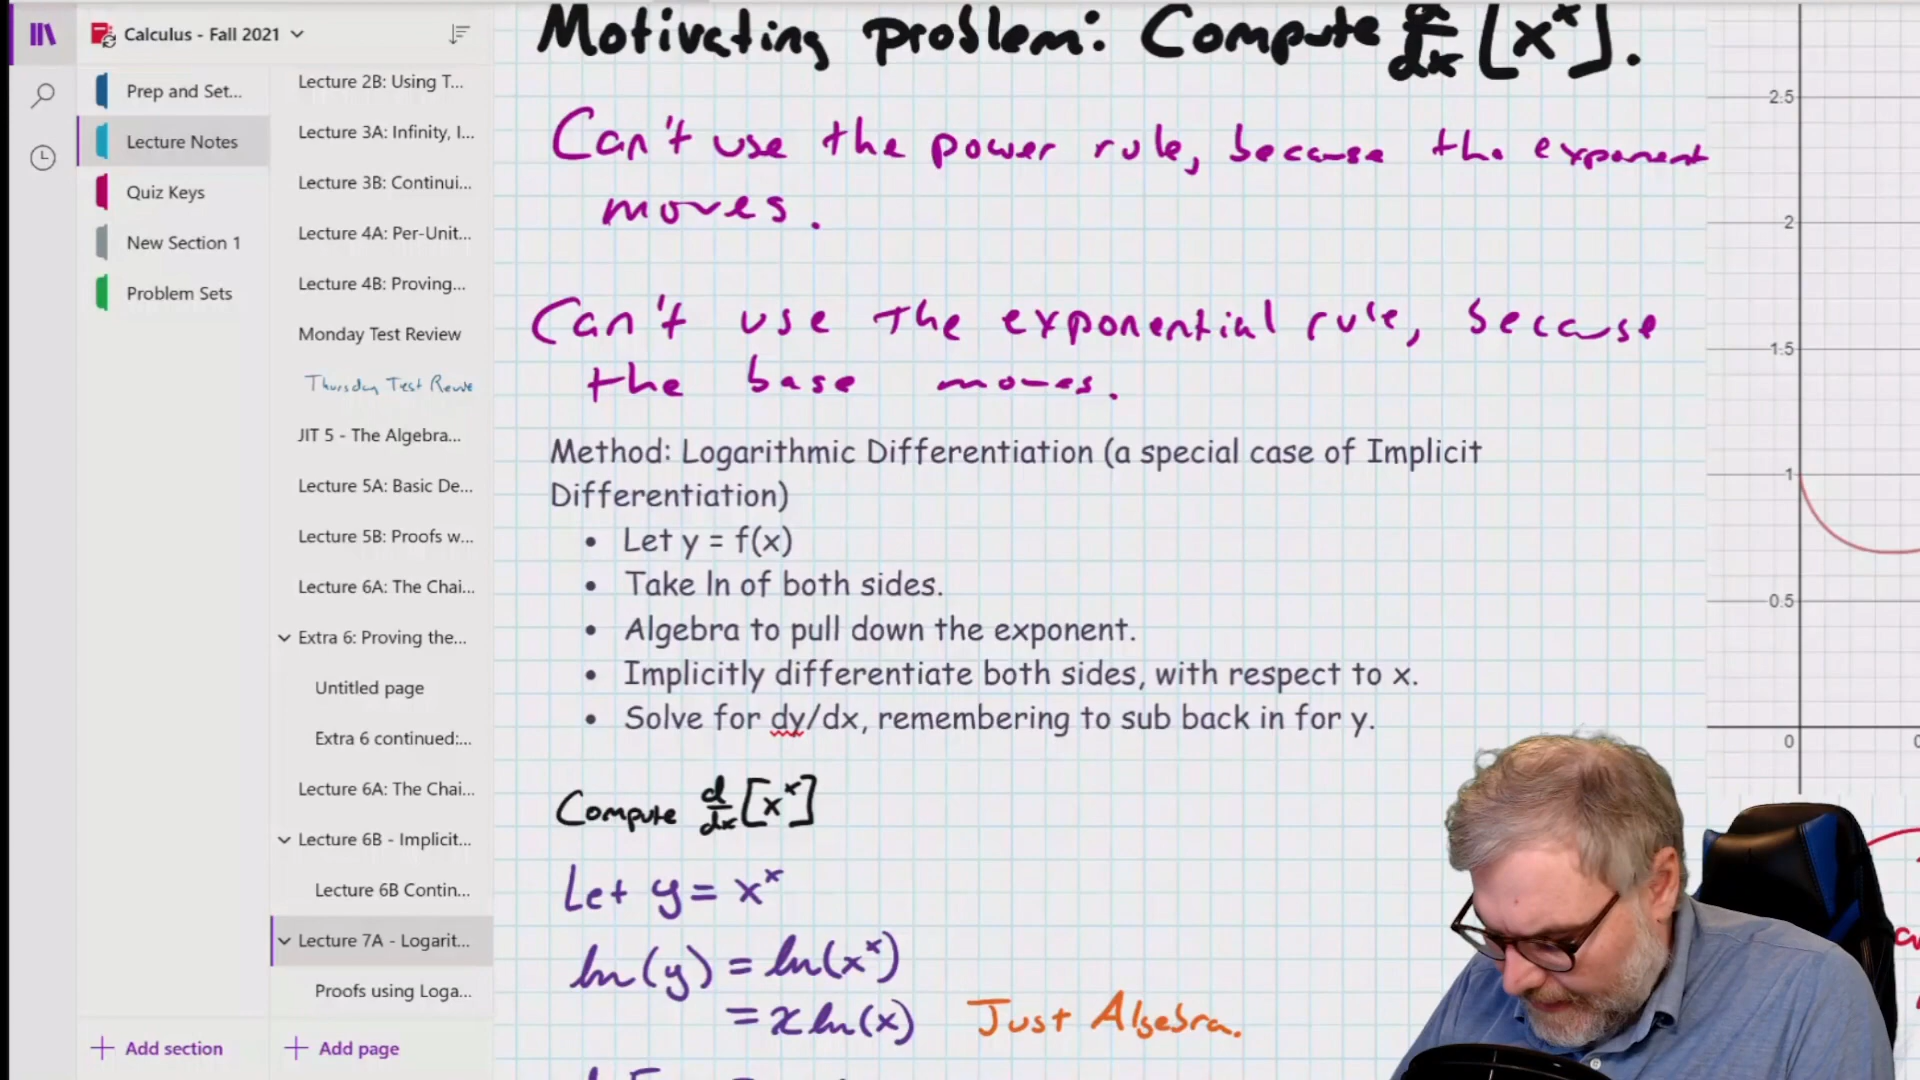 Calculus - Fall 2021
Prep and Set...
Lecture Notes
Quiz Keys
New Section 1
Problem Sets
Add section
Lecture 2B: Using T...
Lecture 3A: Infinity, I...
Lecture 3B: Continui...
Lecture 4A: Per-Unit...
Lecture 4B: Proving...
Monday Test Review
Thursday Test Revie
JIT 5 - The Algebra...
Lecture 5A: Basic De...
Lecture 5B: Proofs w...
Lecture 6A: The Chai...
Extra 6: Proving the...
Untitled page
Extra 6 continued:...
Lecture 6A: The Chai...
Lecture 6B - Implicit...
Lecture 6B Contin...
Lecture 7A - Logarit...
Proofs using Loga...
Add page
Motivating problem: Compute d/dx [x^x].
Can't use the power rule, because the exponent
moves.
Can't use the exponential rule, because
the base moves.
Method: Logarithmic Differentiation (a special case of Implicit
Differentiation)
• Let y = f(x)
• Take ln of both sides.
• Algebra to pull down the exponent.
• Implicitly differentiate both sides, with respect to x.
• Solve for dy/dx, remembering to sub back in for y.
Compute d/dx [x^x]
Let y = x^x
ln(y) = ln(x^x)
= x ln(x) Just Algebra.
2.5
2
1.5
1
0.5
0